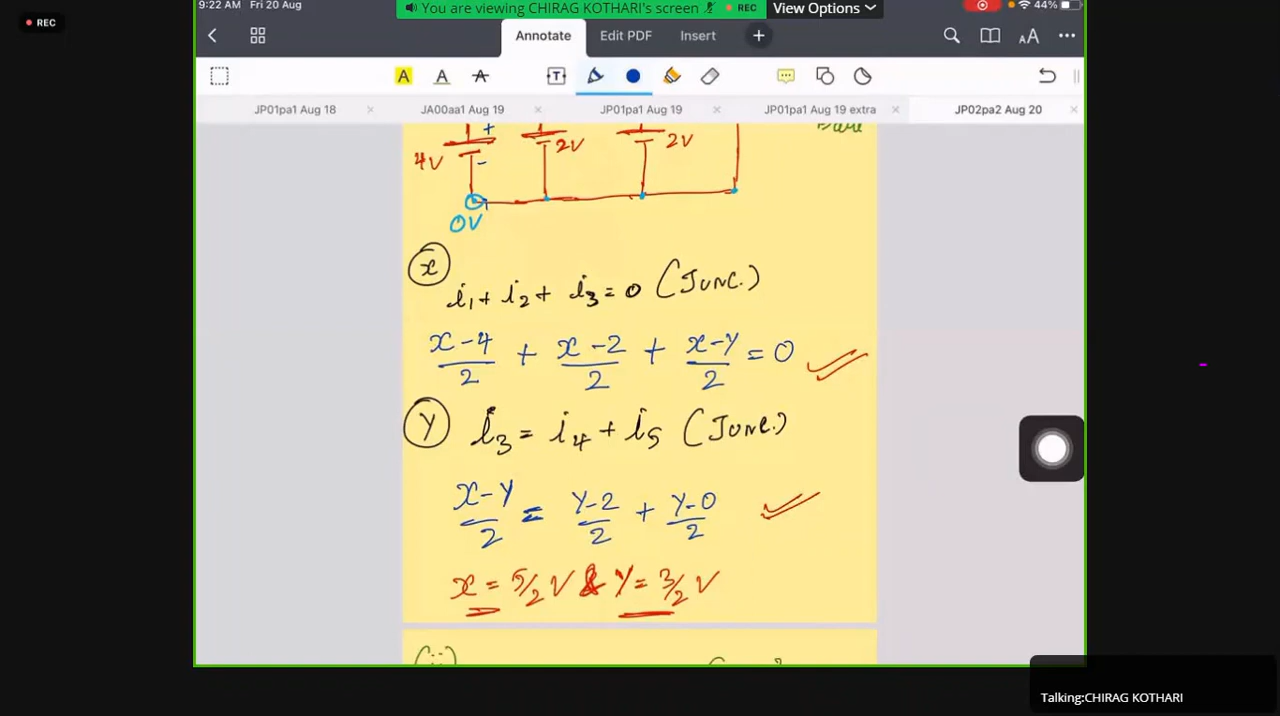 9:22 AM Fri 20 Aug
You are viewing CHIRAG KOTHARI's screen REC
View Options
44%
REC
Annotate Edit PDF Insert +
A A A T AA
JP01pa1 Aug 18 × JA00aa1 Aug 19 × JP01pa1 Aug 19 × JP01pa1 Aug 19 extra × JP02pa2 Aug 20 ×
+
4V - 2V 2V
0V
x
i₁ + i₂ + i₃ = 0 (Junc.)
x-4/2 + x-2/2 + x-y/2 = 0
y i₃ = i₄ + i₅ (Junc.)
x-y/2 = y-2/2 + y-0/2
x = 5/2 V & y = 3/2 V
(ii)
Talking:CHIRAG KOTHARI